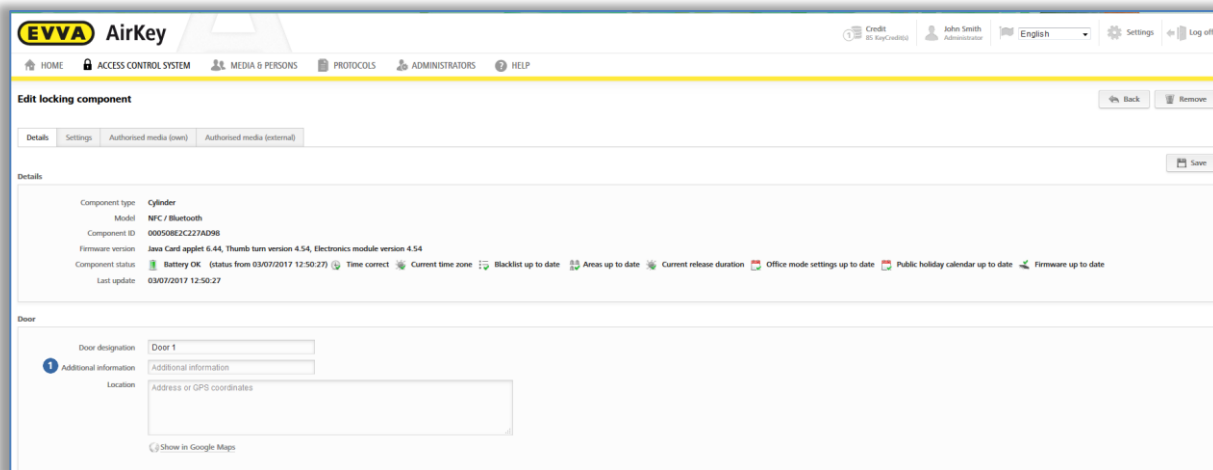 EVVA AirKey
Credit
85 KeyCredit(s)
John Smith
Administrator
English
Settings
Log off
HOME ACCESS CONTROL SYSTEM MEDIA & PERSONS PROTOCOLS ADMINISTRATORS HELP
Edit locking component
Back Remove
Details Settings Authorised media (own) Authorised media (external)
Save
Details
Component type Cylinder
Model NFC / Bluetooth
Component ID 000508E2C227AD98
Firmware version Java Card applet 6.44, Thumb turn version 4.54, Electronics module version 4.54
Component status Battery OK (status from 03/07/2017 12:50:27) Time correct Current time zone Blacklist up to date Areas up to date Current release duration Office mode settings up to date Public holiday calendar up to date Firmware up to date
Last update 03/07/2017 12:50:27
Door
Door designation Door 1
1 Additional information Additional information
Location Address or GPS coordinates
Show in Google Maps